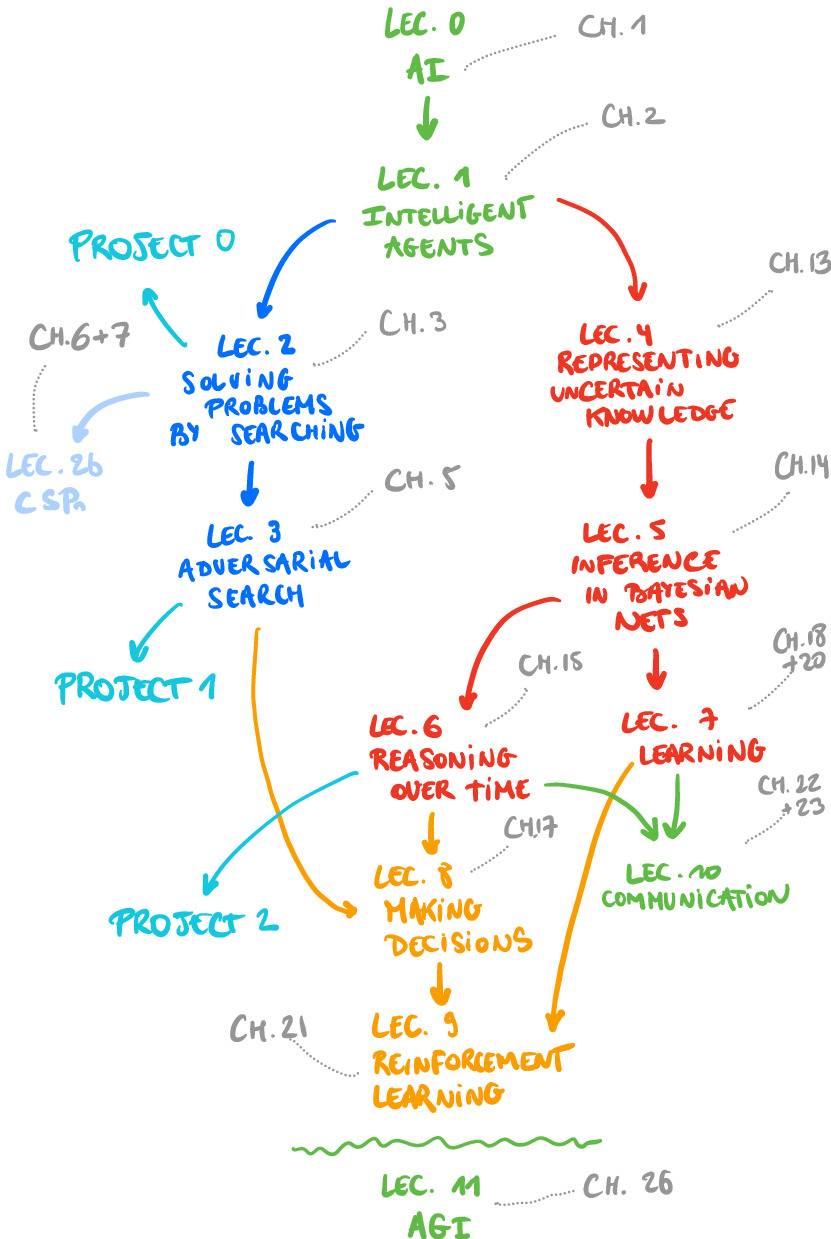 LEC. 0
CH. 1
AI
CH. 2
LEC. 1
INTELLIGENT
AGENTS
PROJECT 0
CH. 13
CH. 6+7
CH. 3
LEC. 2
SOLVING
PROBLEMS
BY SEARCHING
LEC. 4
REPRESENTING
UNCERTAIN
KNOWLEDGE
LEC. 2b
CSPs
CH. 5
CH. 14
LEC. 3
ADVERSARIAL
SEARCH
LEC. 5
INFERENCE
IN BAYESIAN
NETS
PROJECT 1
CH. 15
CH. 18
+20
LEC. 6
REASONING
OVER TIME
LEC. 7
LEARNING
CH. 22
+23
CH.17
LEC. 8
MAKING
DECISIONS
LEC. 10
COMMUNICATION
PROJECT 2
CH. 21
LEC. 9
REINFORCEMENT
LEARNING
LEC. 11
AGI
CH. 26